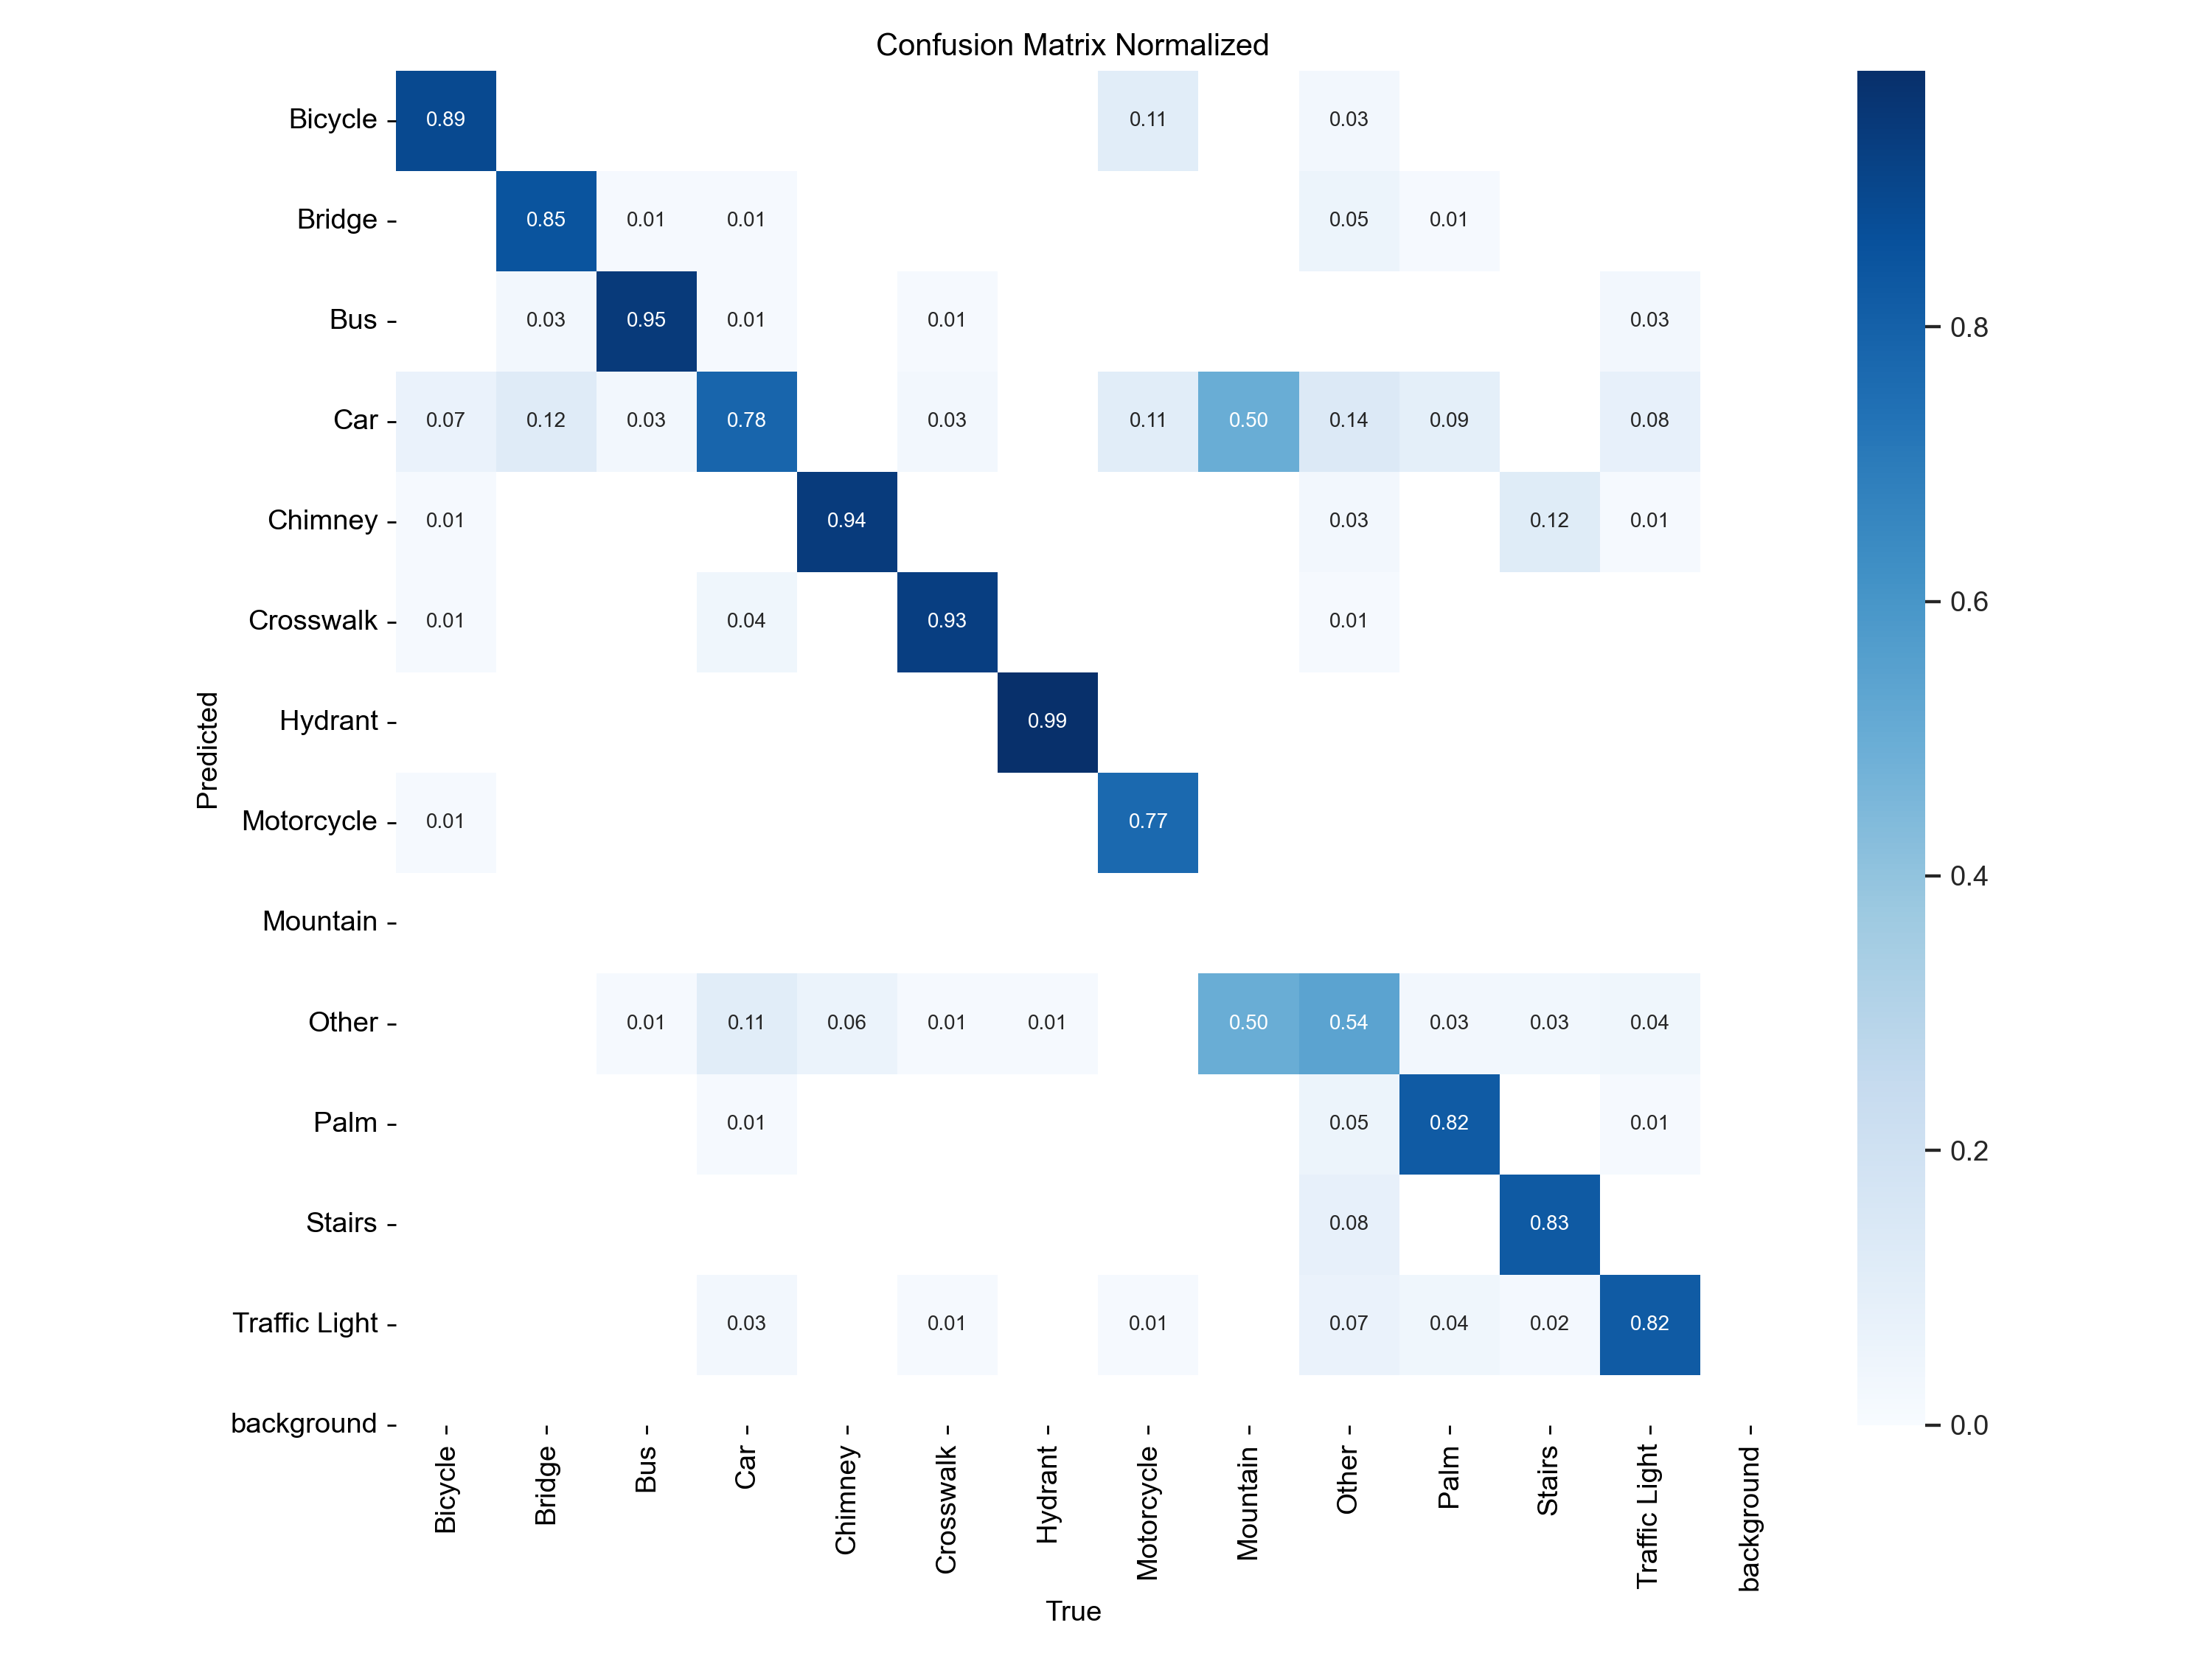 Confusion Matrix Normalized
Bicycle 0.89 0.11 0.03
Bridge 0.85 0.01 0.01 0.05 0.01
Bus 0.03 0.95 0.01 0.01 0.03
0.8
Car 0.07 0.12 0.03 0.78 0.03 0.11 0.50 0.14 0.09 0.08
Chimney 0.01 0.94 0.03 0.12 0.01
0.6
Crosswalk 0.01 0.04 0.93 0.01
Hydrant 0.99
Predicted
Motorcycle 0.01 0.77
0.4
Mountain
Other 0.01 0.11 0.06 0.01 0.01 0.50 0.54 0.03 0.03 0.04
Palm 0.01 0.05 0.82 0.01
0.2
Stairs 0.08 0.83
Traffic Light 0.03 0.01 0.01 0.07 0.04 0.02 0.82
background
0.0
Bicycle Bridge Bus Car Chimney Crosswalk Hydrant Motorcycle Mountain Other Palm Stairs Traffic Light background
True